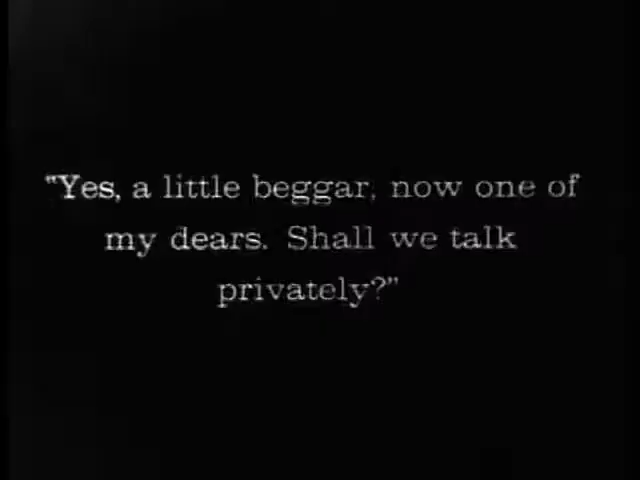 "Yes, a little beggar, now one of
my dears. Shall we talk
privately?"